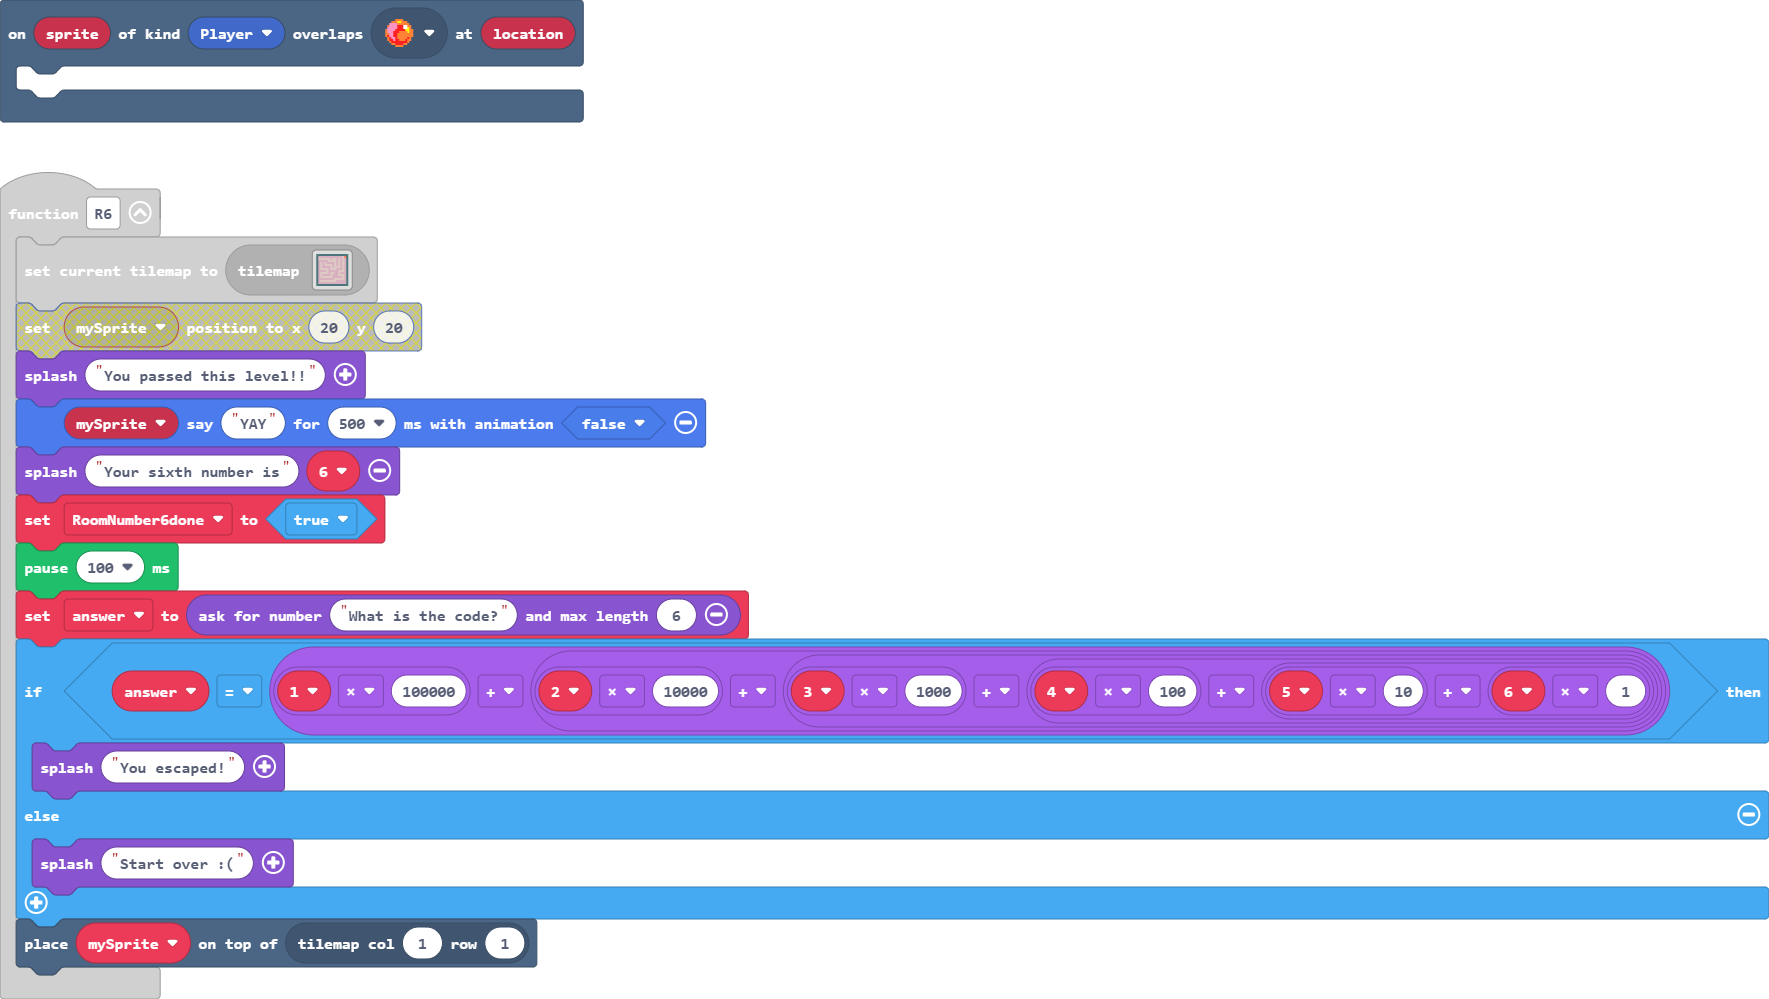 on sprite of kind Player overlaps at location
function R6
set current tilemap to tilemap
set mySprite position to x 20 y 20
splash "You passed this level!!"
mySprite say "YAY" for 500 ms with animation false
splash "Your sixth number is" 6
set RoomNumber6done to true
pause 100 ms
set answer to ask for number "What is the code?" and max length 6
if answer = 1 × 100000 + 2 × 10000 + 3 × 1000 + 4 × 100 + 5 × 10 + 6 × 1 then
splash "You escaped!"
else
splash "Start over :("
place mySprite on top of tilemap col 1 row 1